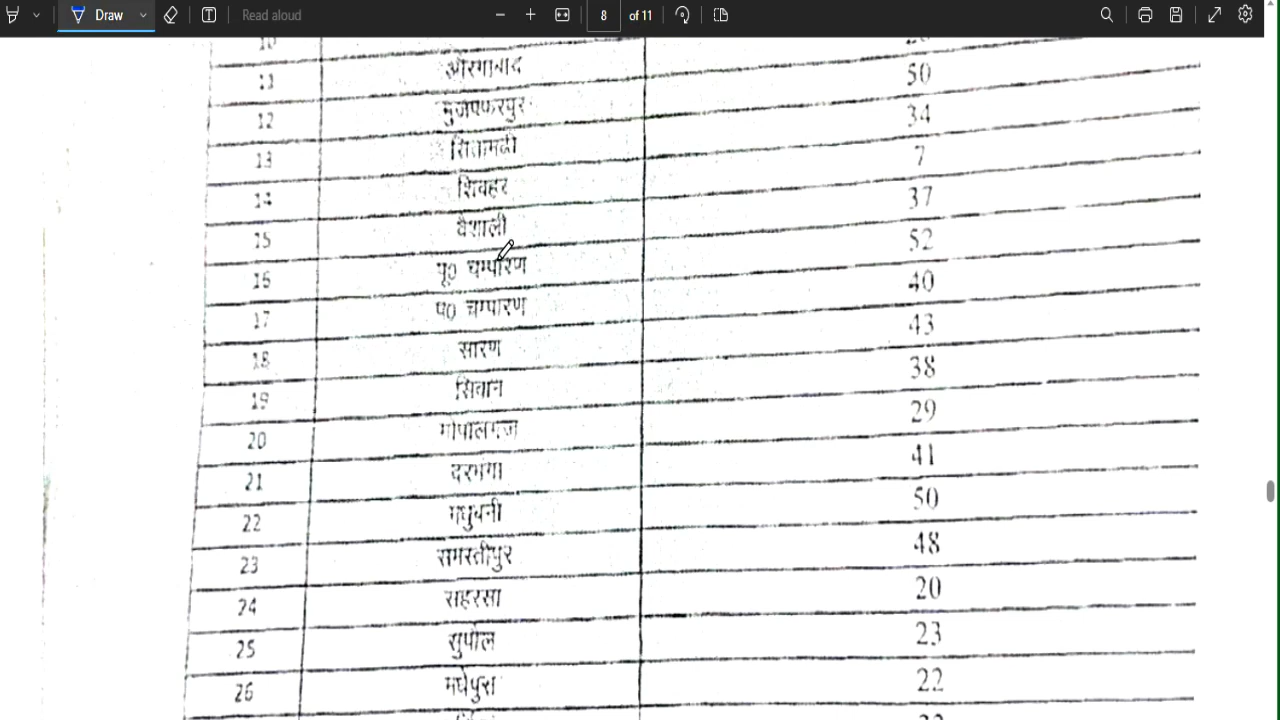 10
11 औरंगाबाद
12 मुजफ्फरपुर 50
13 सितामढी 34
14 शिवहर 7
15 वैशाली 37
16 पू0 चम्पारण 52
17 प0 चम्पारण 40
18 सारण 43
19 सिवान 38
20 गोपालगंज 29
21 दरभंगा 41
22 मधुबनी 50
23 समस्तीपुर 48
24 सहरसा 20
25 सुपौल 23
26 मधेपुरा 22
Draw
Read aloud
8 of 11